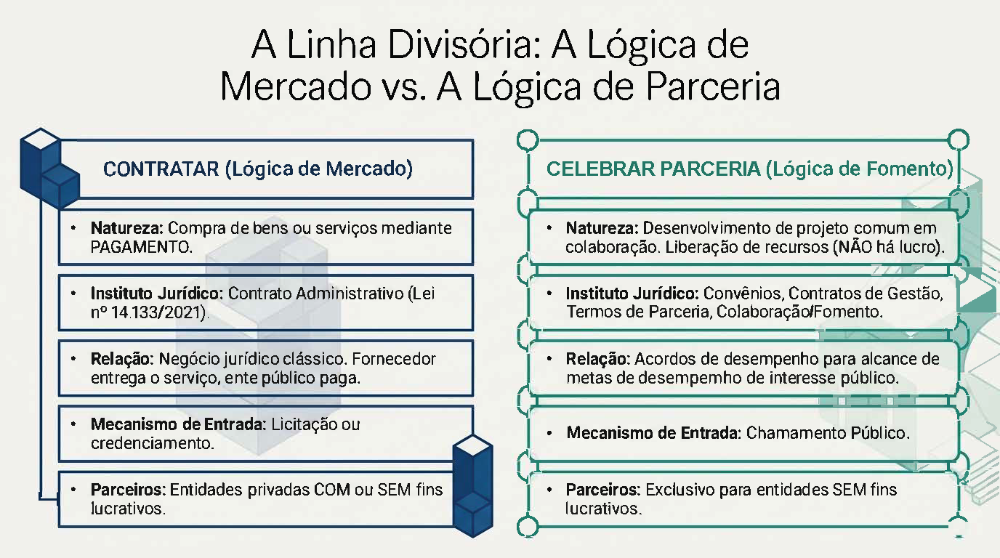 A Linha Divisória: A Lógica de
Mercado vs. A Lógica de Parceria
CONTRATAR (Lógica de Mercado)
• Natureza: Compra de bens ou serviços mediante
PAGAMENTO.
• Instituto Jurídico: Contrato Administrativo (Lei
nº 14.133/2021).
• Relação: Negócio jurídico clássico. Fornecedor
entrega o serviço, ente público paga.
• Mecanismo de Entrada: Licitação ou
credenciamento.
• Parceiros: Entidades privadas COM ou SEM fins
lucrativos.
CELEBRAR PARCERIA (Lógica de Fomento)
• Natureza: Desenvolvimento de projeto comum em
colaboração. Liberação de recursos (NÃO há lucro).
• Instituto Jurídico: Convênios, Contratos de Gestão,
Termos de Parceria, Colaboração/Fomento.
• Relação: Acordos de desempenho para alcance de
metas de desempemho de interesse público.
• Mecanismo de Entrada: Chamamento Público.
• Parceiros: Exclusivo para entidades SEM fins
lucrativos.